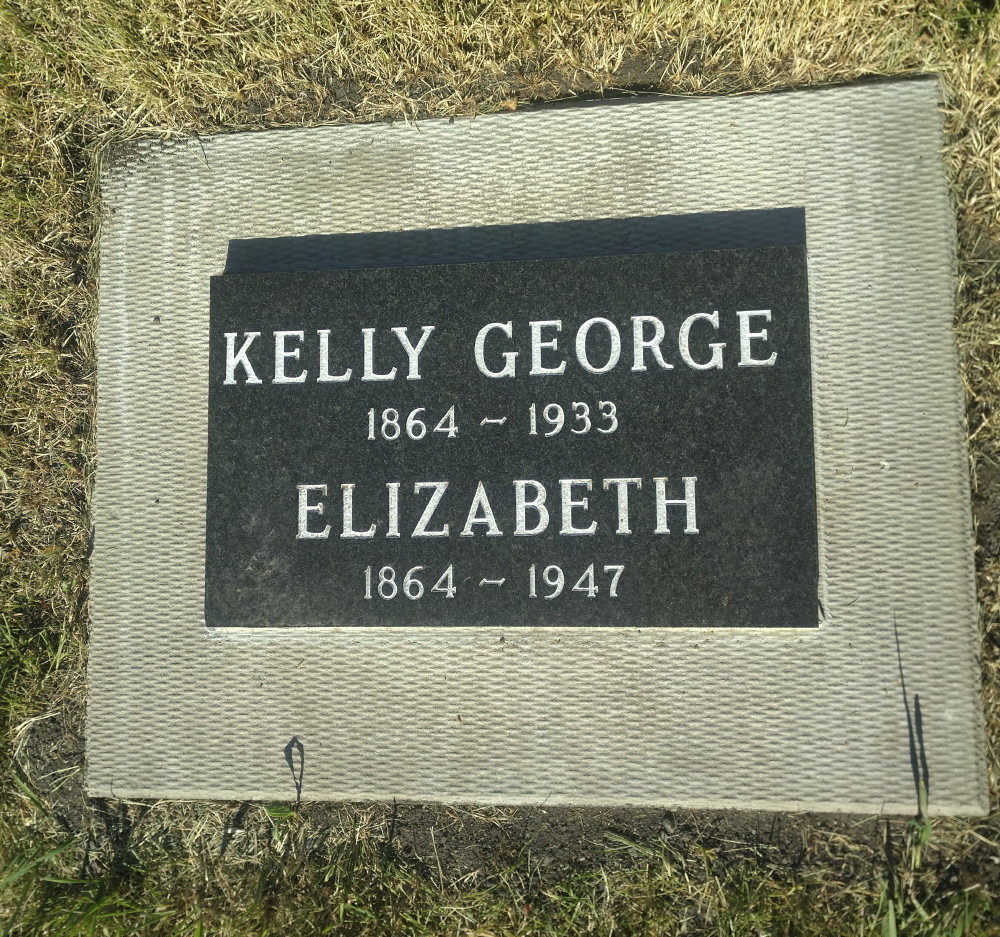 KELLY GEORGE
1864 ~ 1933
ELIZABETH
1864 ~ 1947